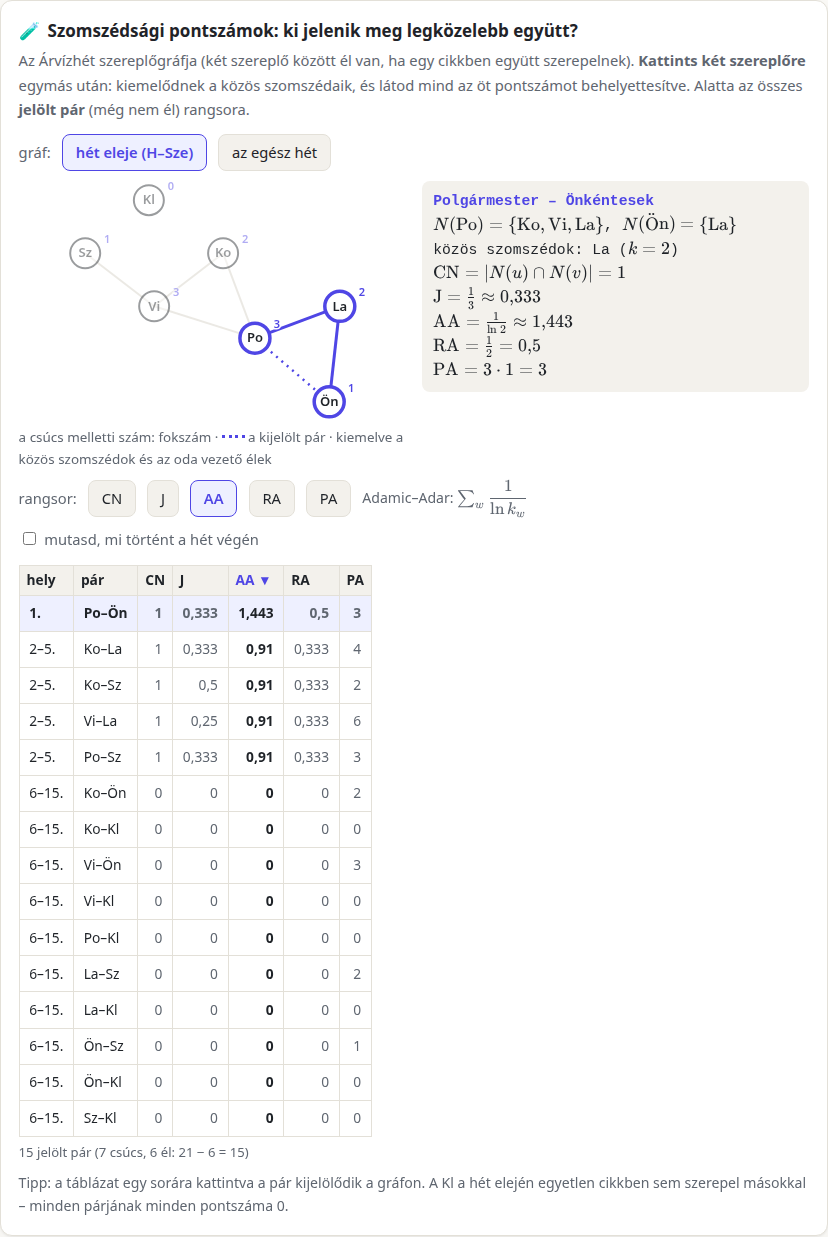 🧪 Szomszédsági pontszámok: ki jelenik meg legközelebb együtt?
Az Árvízhét szereplőgráfja (két szereplő között él van, ha egy cikkben együtt szerepelnek). Kattints két szereplőre
egymás után: kiemelődnek a közös szomszédaik, és látod mind az öt pontszámot behelyettesítve. Alatta az összes
jelölt pár (még nem él) rangsora.
gráf: hét eleje (H–Sze) az egész hét
Kl 0
Sz 1
Ko 2
Vi 3
La 2
Po 3
Ön 1
Polgármester – Önkéntesek
N(Po) = {Ko, Vi, La}, N(Ön) = {La}
közös szomszédok: La (k = 2)
CN = |N(u) ∩ N(v)| = 1
J = 1/3 ≈ 0,333
AA = 1/ln 2 ≈ 1,443
RA = 1/2 = 0,5
PA = 3 · 1 = 3
a csúcs melletti szám: fokszám · a kijelölt pár · kiemelve a
közös szomszédok és az oda vezető élek
rangsor: CN J AA RA PA Adamic–Adar: ∑_w 1/ln k_w
mutasd, mi történt a hét végén
hely pár CN J AA ▼ RA PA
1. Po–Ön 1 0,333 1,443 0,5 3
2–5. Ko–La 1 0,333 0,91 0,333 4
2–5. Ko–Sz 1 0,5 0,91 0,333 2
2–5. Vi–La 1 0,25 0,91 0,333 6
2–5. Po–Sz 1 0,333 0,91 0,333 3
6–15. Ko–Ön 0 0 0 0 2
6–15. Ko–Kl 0 0 0 0 0
6–15. Vi–Ön 0 0 0 0 3
6–15. Vi–Kl 0 0 0 0 0
6–15. Po–Kl 0 0 0 0 0
6–15. La–Sz 0 0 0 0 2
6–15. La–Kl 0 0 0 0 0
6–15. Ön–Sz 0 0 0 0 1
6–15. Ön–Kl 0 0 0 0 0
6–15. Sz–Kl 0 0 0 0 0
15 jelölt pár (7 csúcs, 6 él: 21 − 6 = 15)
Tipp: a táblázat egy sorára kattintva a pár kijelölődik a gráfon. A Kl a hét elején egyetlen cikkben sem szerepel másokkal
– minden párjának minden pontszáma 0.